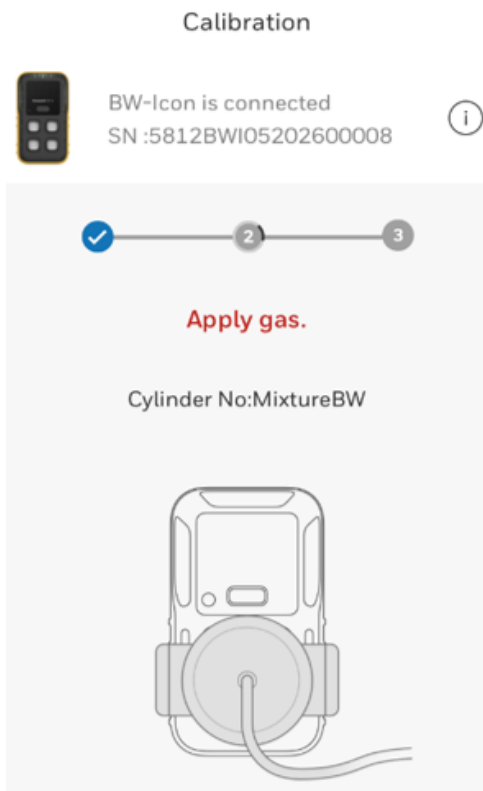 Calibration
BW-Icon is connected
SN :5812BWI05202600008
i
2
3
Apply gas.
Cylinder No:MixtureBW